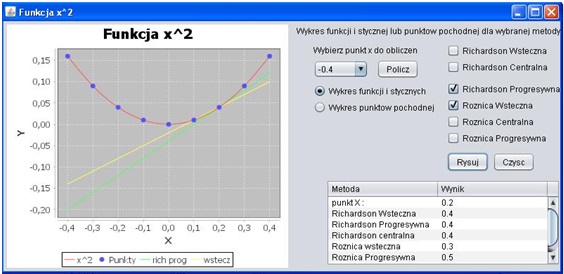 Funkcja x^2
Funkcja x^2
0,15
0,10
0,05
0,00
-0,05
-0,10
-0,15
-0,20
Y
-0,4 -0,3 -0,2 -0,1 0,0 0,1 0,2 0,3 0,4
X
x^2 Punkty rich prog wstecz
Wykres funkcji i stycznej lub punktow pochodnej dla wybranej metody
Wybierz punkt x do obliczen
-0.4 Policz
Wykres funkcji i stycznych
Wykres punktow pochodnej
Richardson Wsteczna
Richardson Centralna
Richardson Progresywna
Roznica Wsteczna
Roznica Centralna
Roznica Progresywna
Rysuj Czysc
Metoda Wynik
punkt X : 0.2
Richardson Wsteczna 0.4
Richardson Progresywna 0.4
Richardson centralna 0.4
Roznica wsteczna 0.3
Roznica Progresywna 0.5